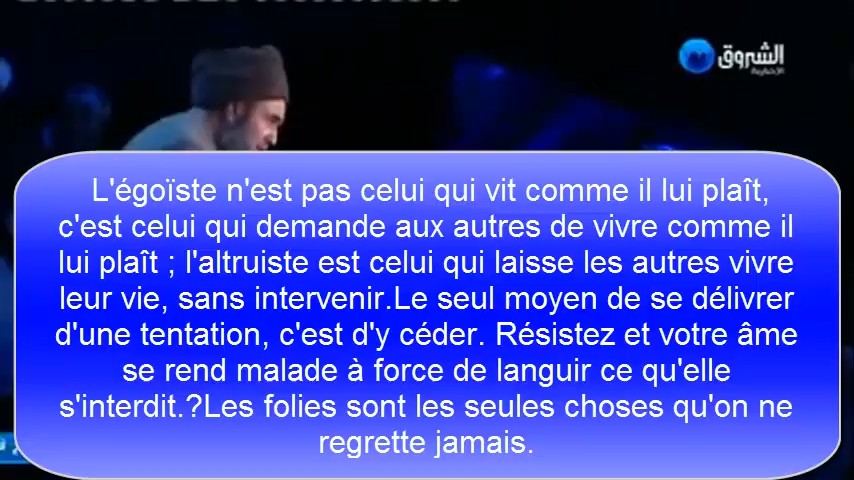 الشروق
الإخبارية
L'égoïste n'est pas celui qui vit comme il lui plaît,
c'est celui qui demande aux autres de vivre comme il
lui plaît ; l'altruiste est celui qui laisse les autres vivre
leur vie, sans intervenir.Le seul moyen de se délivrer
d'une tentation, c'est d'y céder. Résistez et votre âme
se rend malade à force de languir ce qu'elle
s'interdit.?Les folies sont les seules choses qu'on ne
regrette jamais.